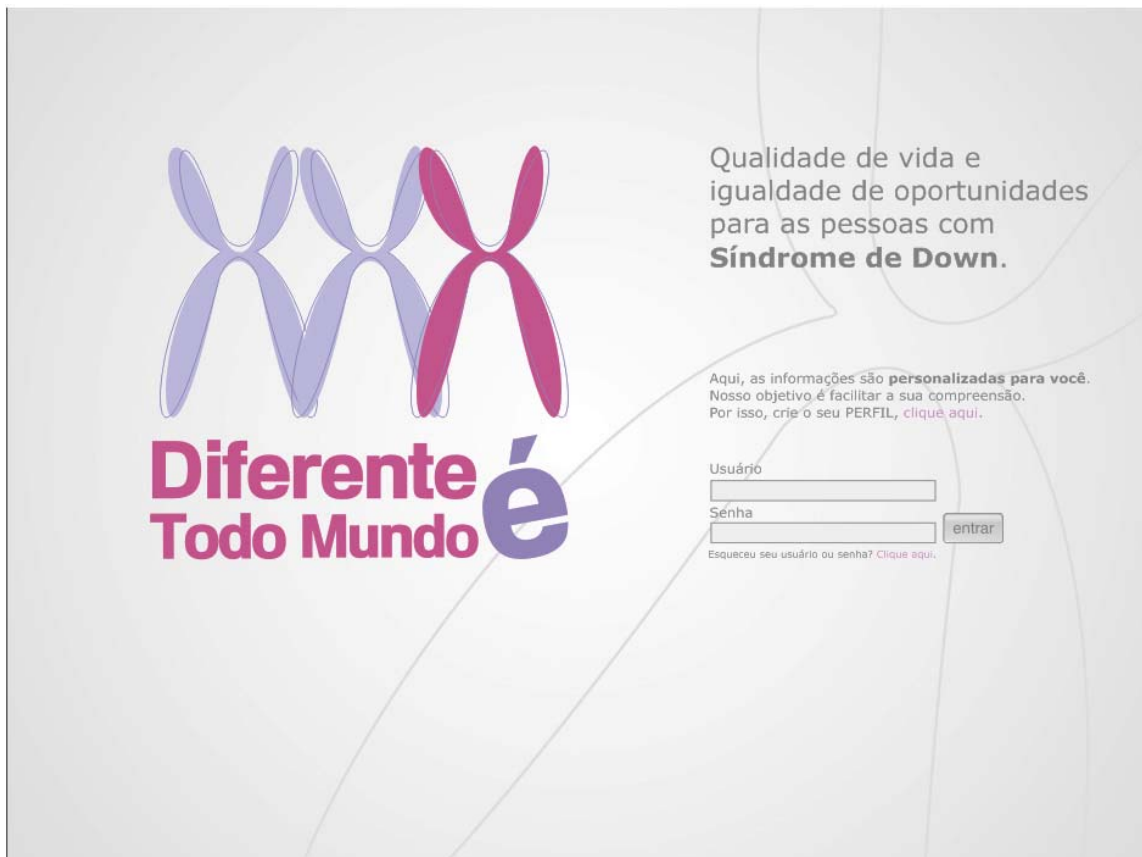 Diferente é
Todo Mundo
Qualidade de vida e
igualdade de oportunidades
para as pessoas com
Síndrome de Down.
Aqui, as informações são personalizadas para você.
Nosso objetivo é facilitar a sua compreensão.
Por isso, crie o seu PERFIL, clique aqui.
Usuário
Senha
entrar
Esqueceu seu usuário ou senha? Clique aqui.